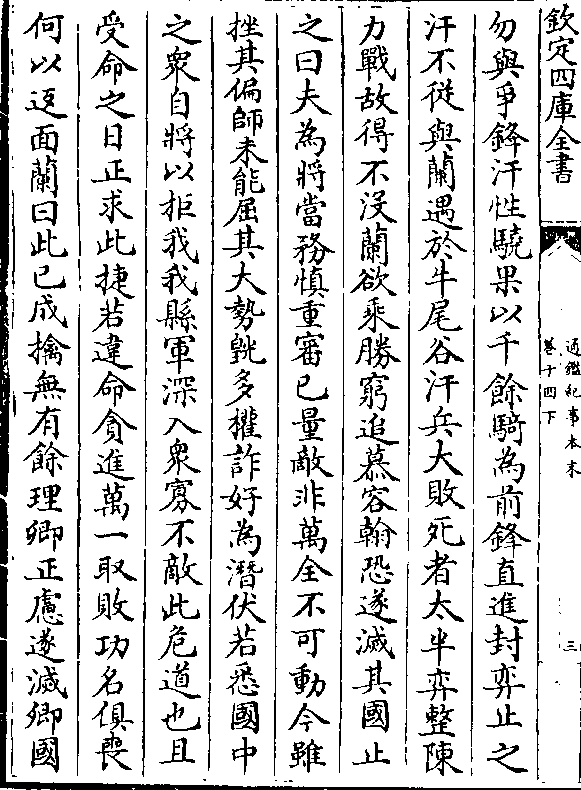 欽定四庫全書
通鑑紀事本末
卷十四下
三
勿與爭鋒汗性驍果以千餘騎為前鋒直進封弈止之
汗不從與蘭遇於牛尾谷汗兵大敗死者太半弈整陳
力戰故得不没蘭欲乘勝窮追慕容翰恐遂滅其國止
之曰夫為將當務慎重審已量敵非萬全不可動今雖
挫其偏師未能屈其大勢皝多權詐好為潛伏若悉國中
之衆自將以拒我我縣軍深入衆寡不敵此危道也且
受命之日正求此捷若違命貪進萬一取敗功名俱喪
何以返面蘭曰此已成擒無有餘理卿正慮遂滅卿國